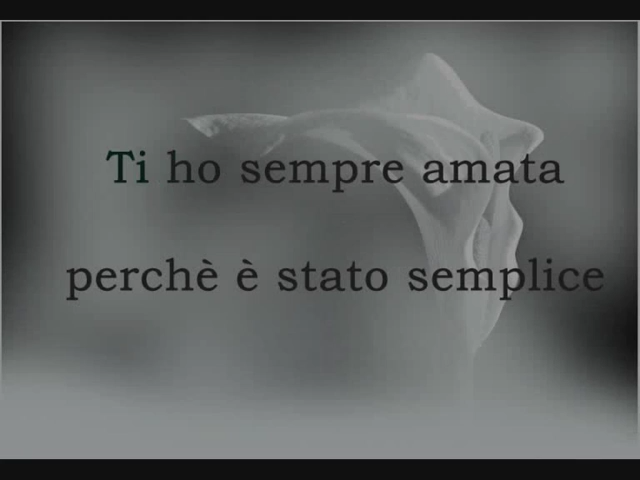 Ti ho sempre amata
perchè è stato semplice